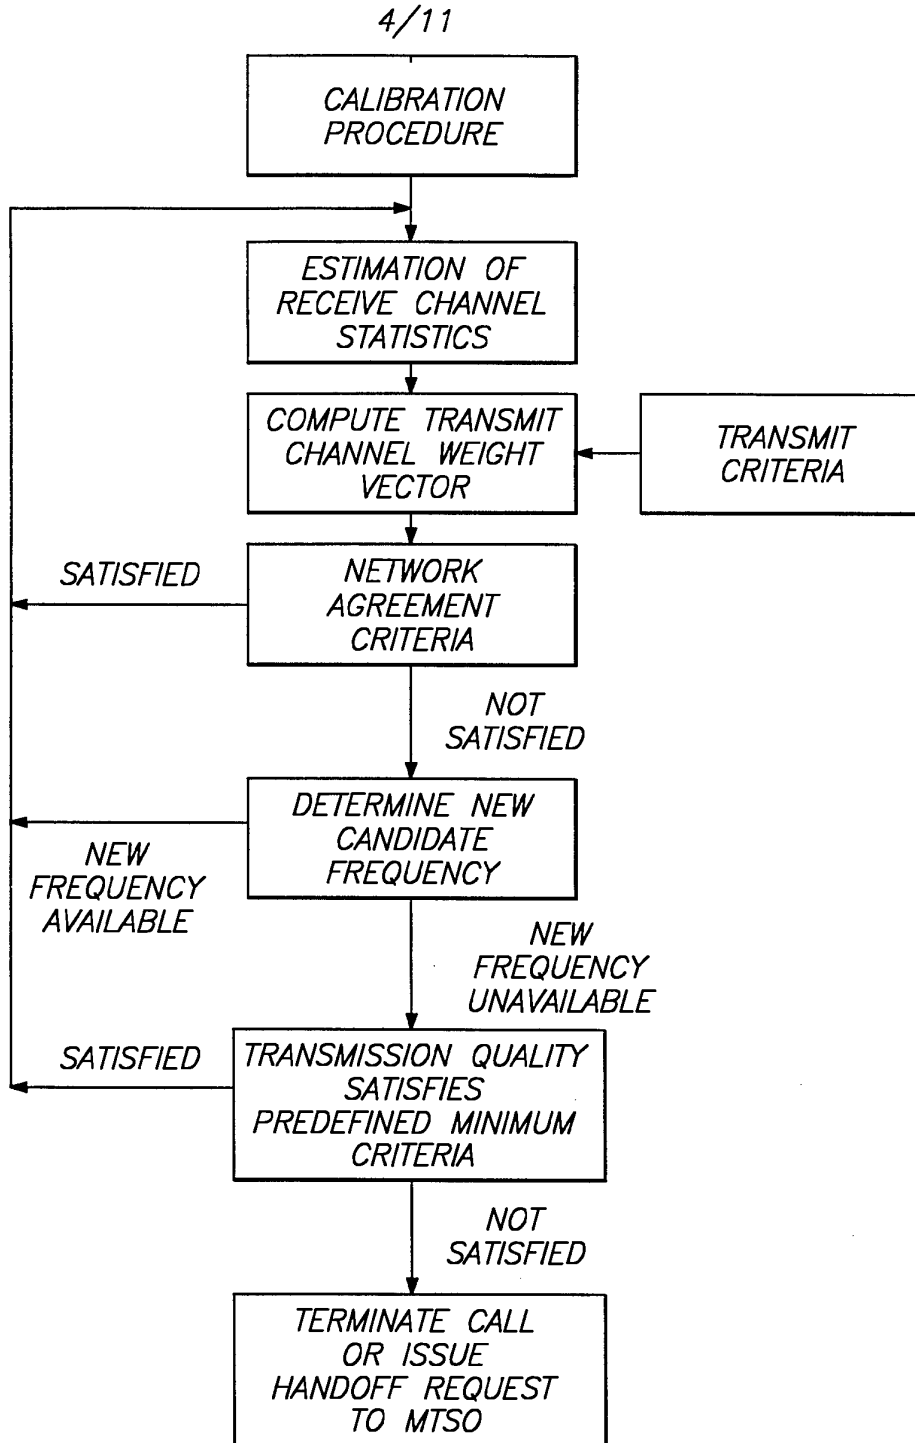 4/11
CALIBRATION
PROCEDURE
ESTIMATION OF
RECEIVE CHANNEL
STATISTICS
COMPUTE TRANSMIT
CHANNEL WEIGHT
VECTOR
TRANSMIT
CRITERIA
SATISFIED
NETWORK
AGREEMENT
CRITERIA
NOT
SATISFIED
DETERMINE NEW
CANDIDATE
FREQUENCY
NEW
FREQUENCY
AVAILABLE
NEW
FREQUENCY
UNAVAILABLE
SATISFIED
TRANSMISSION QUALITY
SATISFIES
PREDEFINED MINIMUM
CRITERIA
NOT
SATISFIED
TERMINATE CALL
OR ISSUE
HANDOFF REQUEST
TO MTSO